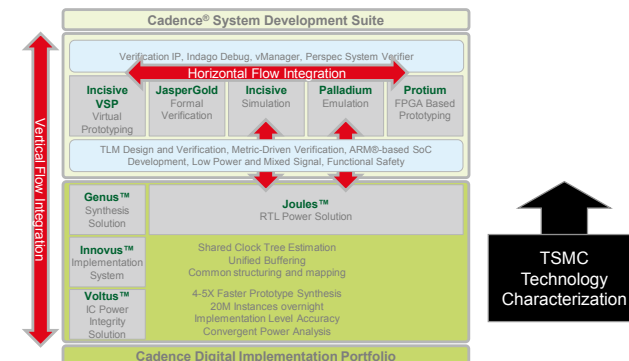 Cadence® System Development Suite
Verification IP, Indago Debug, vManager, Perspec System Verifier
Horizontal Flow Integration
Incisive
VSP
Virtual
Prototyping
JasperGold
Formal
Verification
Incisive
Simulation
Palladium
Emulation
Protium
FPGA Based
Prototyping
TLM Design and Verification, Metric-Driven Verification, ARM®-based SoC
Development, Low Power and Mixed Signal, Functional Safety
Vertical Flow Integration
Genus™
Synthesis
Solution
Joules™
RTL Power Solution
Innovus™
Implementation
System
Shared Clock Tree Estimation
Unified Buffering
Common structuring and mapping
Voltus™
IC Power
Integrity
Solution
4-5X Faster Prototype Synthesis
20M Instances overnight
Implementation Level Accuracy
Convergent Power Analysis
Cadence Digital Implementation Portfolio
TSMC
Technology
Characterization